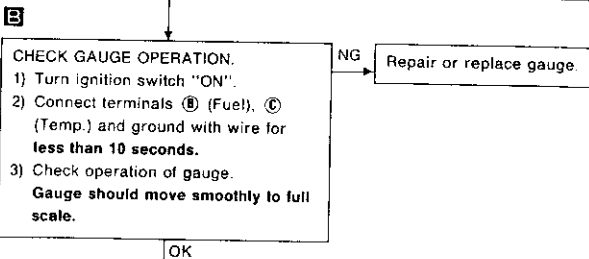 B
CHECK GAUGE OPERATION.
1) Turn ignition switch "ON".
2) Connect terminals Ⓑ (Fuel), Ⓒ
(Temp.) and ground with wire for
less than 10 seconds.
3) Check operation of gauge.
Gauge should move smoothly to full
scale.
NG
Repair or replace gauge.
OK